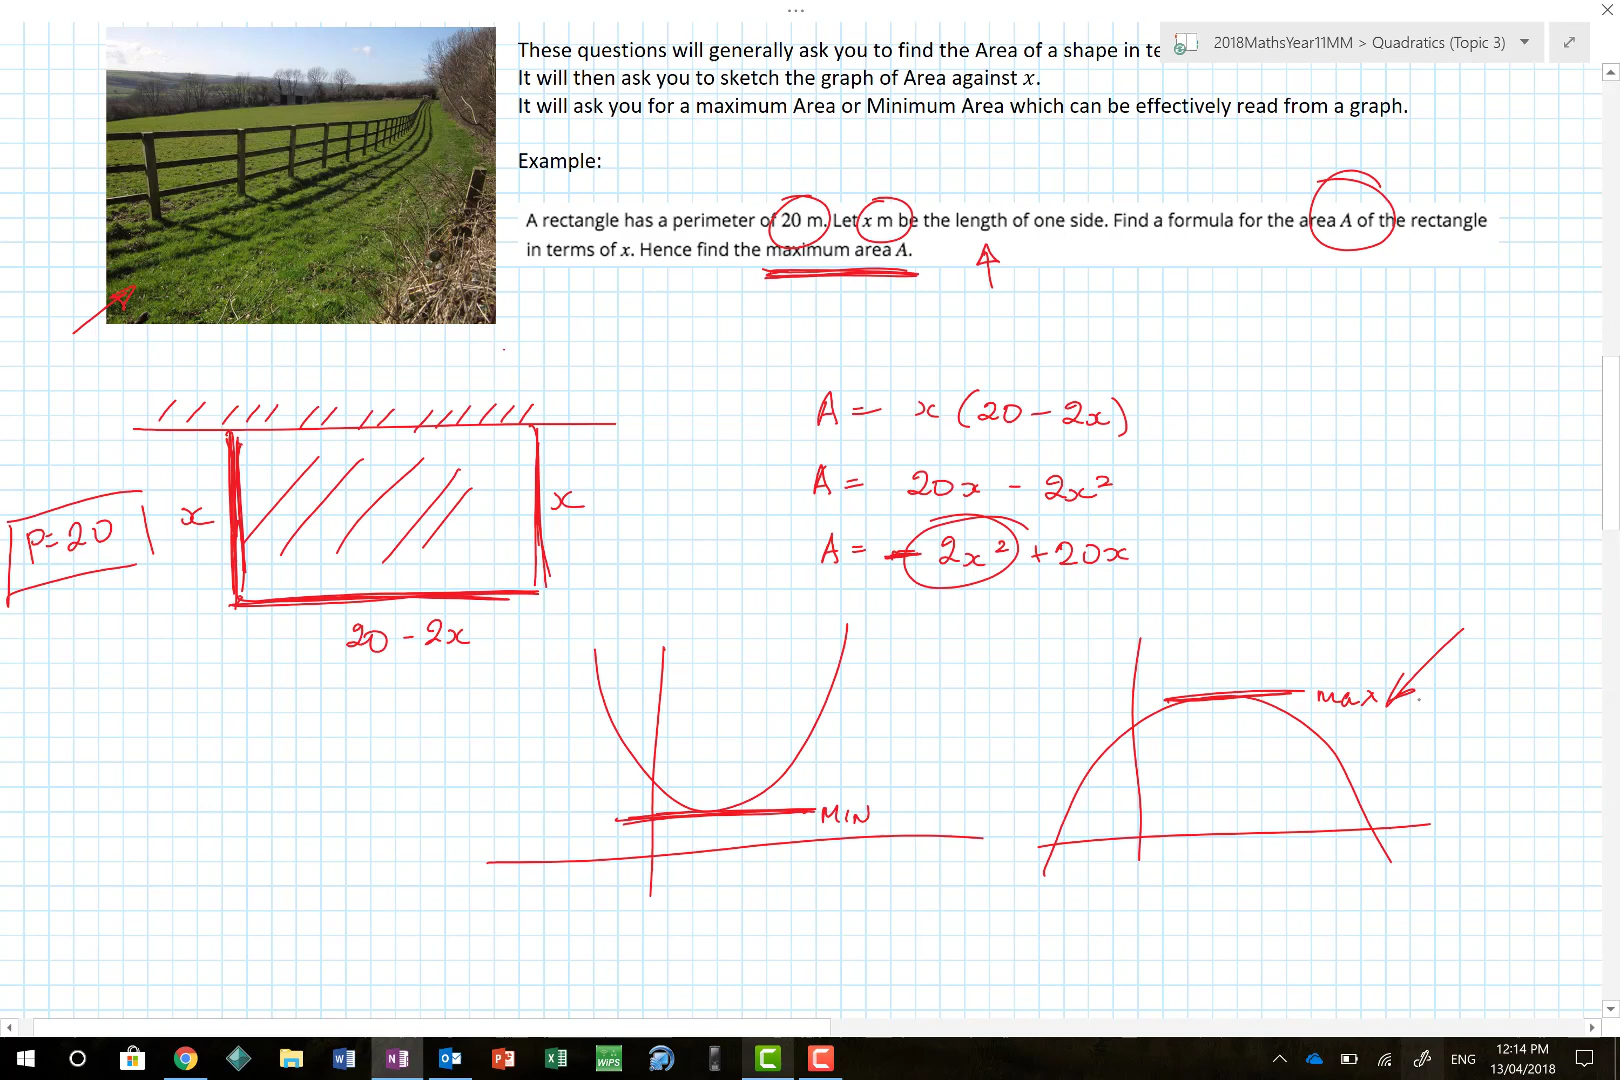 2018MathsYear11MM > Quadratics (Topic 3)
These questions will generally ask you to find the Area of a shape in te
It will then ask you to sketch the graph of Area against x.
It will ask you for a maximum Area or Minimum Area which can be effectively read from a graph.
Example:
A rectangle has a perimeter of 20 m. Let x m be the length of one side. Find a formula for the area A of the rectangle
in terms of x. Hence find the maximum area A.
A = x (20 - 2x)
A = 20x - 2x²
A = - 2x² + 20x
P=20
x
x
20 - 2x
MIN
max
ENG
12:14 PM
13/04/2018
WiPS